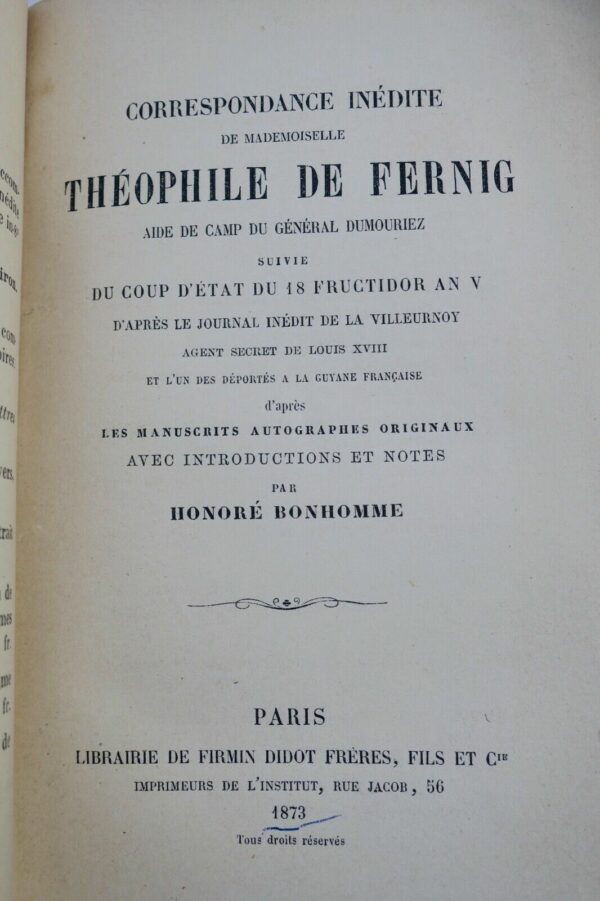 CORRESPONDANCE INÉDITE
DE MADEMOISELLE
THÉOPHILE DE FERNIG
AIDE DE CAMP DU GÉNÉRAL DUMOURIEZ
SUIVIE
DU COUP D'ÉTAT DU 18 FRUCTIDOR AN V
D'APRÈS LE JOURNAL INÉDIT DE LA VILLEURNOY
AGENT SECRET DE LOUIS XVIII
ET L'UN DES DÉPORTÉS A LA GUYANE FRANÇAISE
d'après
LES MANUSCRITS AUTOGRAPHES ORIGINAUX
AVEC INTRODUCTIONS ET NOTES
PAR
HONORÉ BONHOMME
PARIS
LIBRAIRIE DE FIRMIN DIDOT FRÈRES, FILS ET CIE
IMPRIMEURS DE L'INSTITUT, RUE JACOB, 56
1873
Tous droits réservés